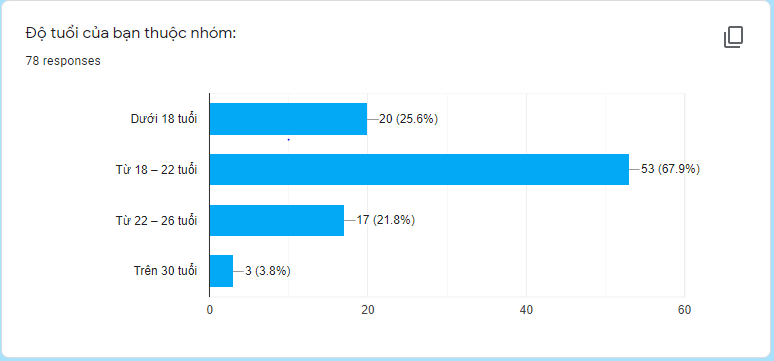 Độ tuổi của bạn thuộc nhóm:
78 responses
Dưới 18 tuổi
20 (25.6%)
Từ 18 – 22 tuổi
53 (67.9%)
Từ 22 – 26 tuổi
17 (21.8%)
Trên 30 tuổi
3 (3.8%)
0 20 40 60